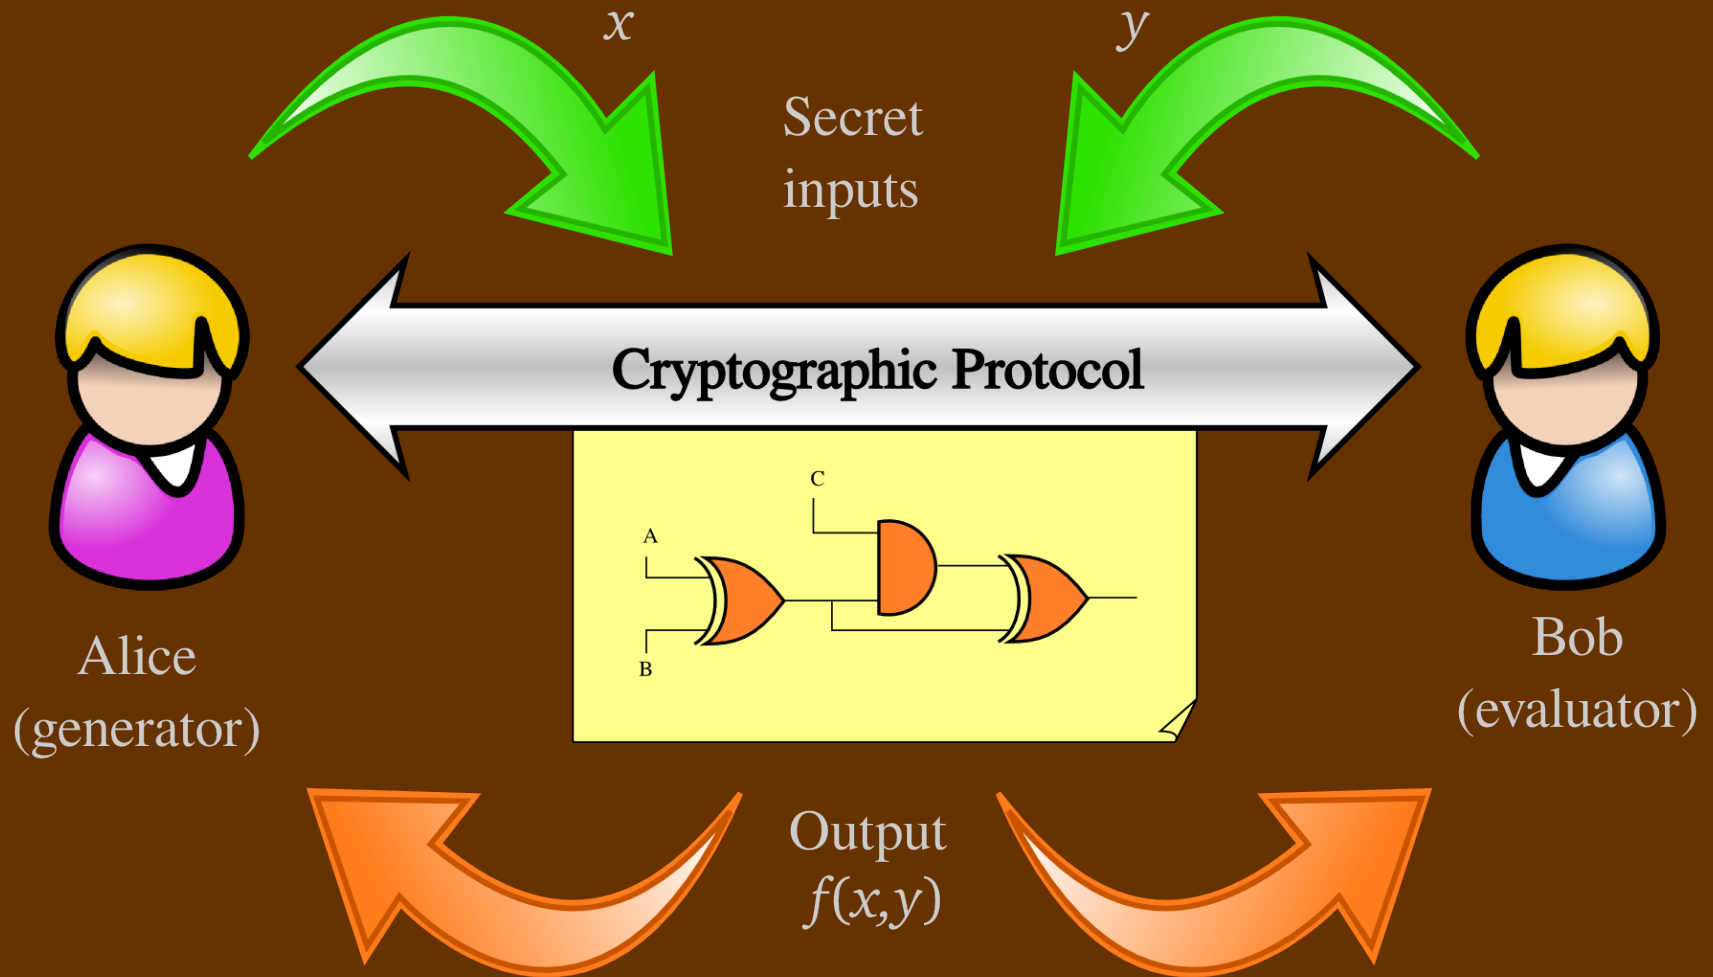 x
y
Secret
inputs
Cryptographic Protocol
C
A
B
Alice
(generator)
Bob
(evaluator)
Output
f(x,y)